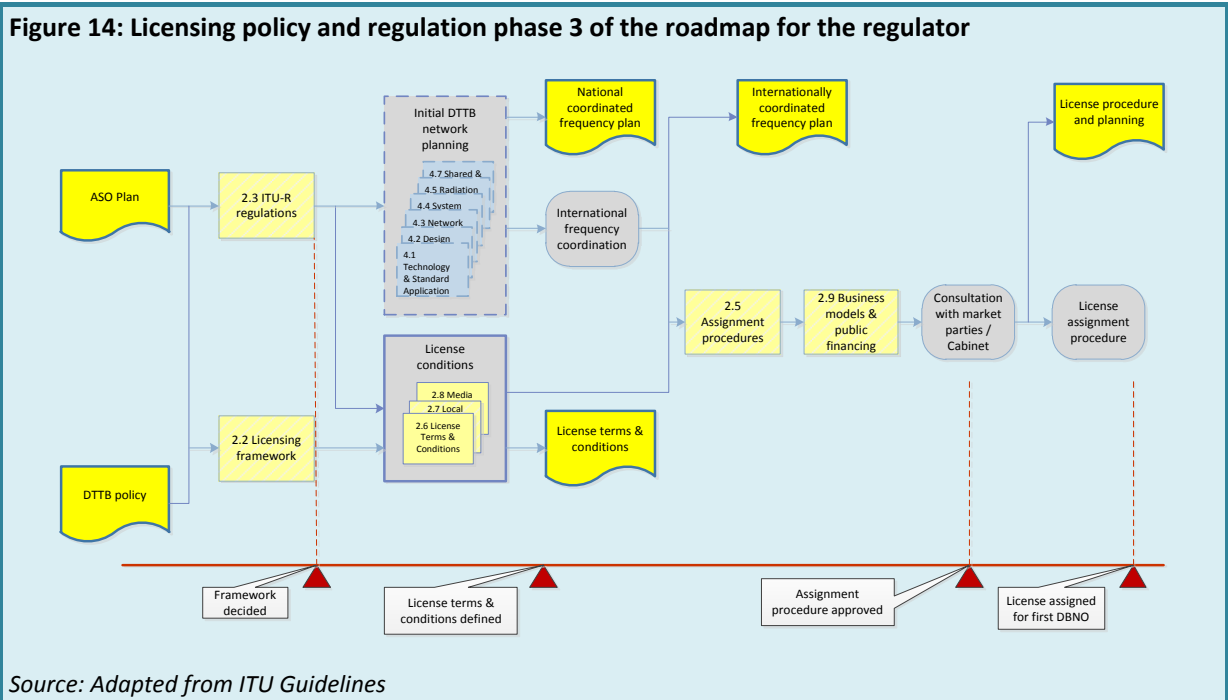 Figure 14: Licensing policy and regulation phase 3 of the roadmap for the regulator
ASO Plan
DTTB policy
2.3 ITU-R
regulations
2.2 Licensing
framework
Initial DTTB
network
planning
4.7 Shared &
4.5 Radiation
4.4 System
4.3 Network
4.2 Design
4.1
Technology
& Standard
Application
License
conditions
2.8 Media
2.7 Local
2.6 License
Terms &
Conditions
National
coordinated
frequency plan
International
frequency
coordination
License terms &
conditions
Internationally
coordinated
frequency plan
2.5
Assignment
procedures
2.9 Business
models &
public
financing
Consultation
with market
parties /
Cabinet
License procedure
and planning
License
assignment
procedure
Framework
decided
License terms &
conditions defined
Assignment
procedure approved
License assigned
for first DBNO
Source: Adapted from ITU Guidelines